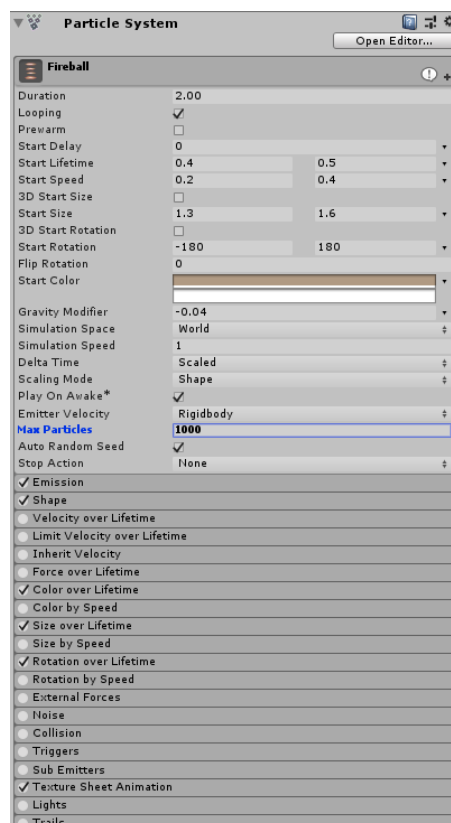 Particle System
Open Editor...
Fireball
Duration 2.00
Looping
Prewarm
Start Delay 0
Start Lifetime 0.4 0.5
Start Speed 0.2 0.4
3D Start Size
Start Size 1.3 1.6
3D Start Rotation
Start Rotation -180 180
Flip Rotation 0
Start Color
Gravity Modifier -0.04
Simulation Space World
Simulation Speed 1
Delta Time Scaled
Scaling Mode Shape
Play On Awake*
Emitter Velocity Rigidbody
Max Particles 1000
Auto Random Seed
Stop Action None
Emission
Shape
Velocity over Lifetime
Limit Velocity over Lifetime
Inherit Velocity
Force over Lifetime
Color over Lifetime
Color by Speed
Size over Lifetime
Size by Speed
Rotation over Lifetime
Rotation by Speed
External Forces
Noise
Collision
Triggers
Sub Emitters
Texture Sheet Animation
Lights
Trails